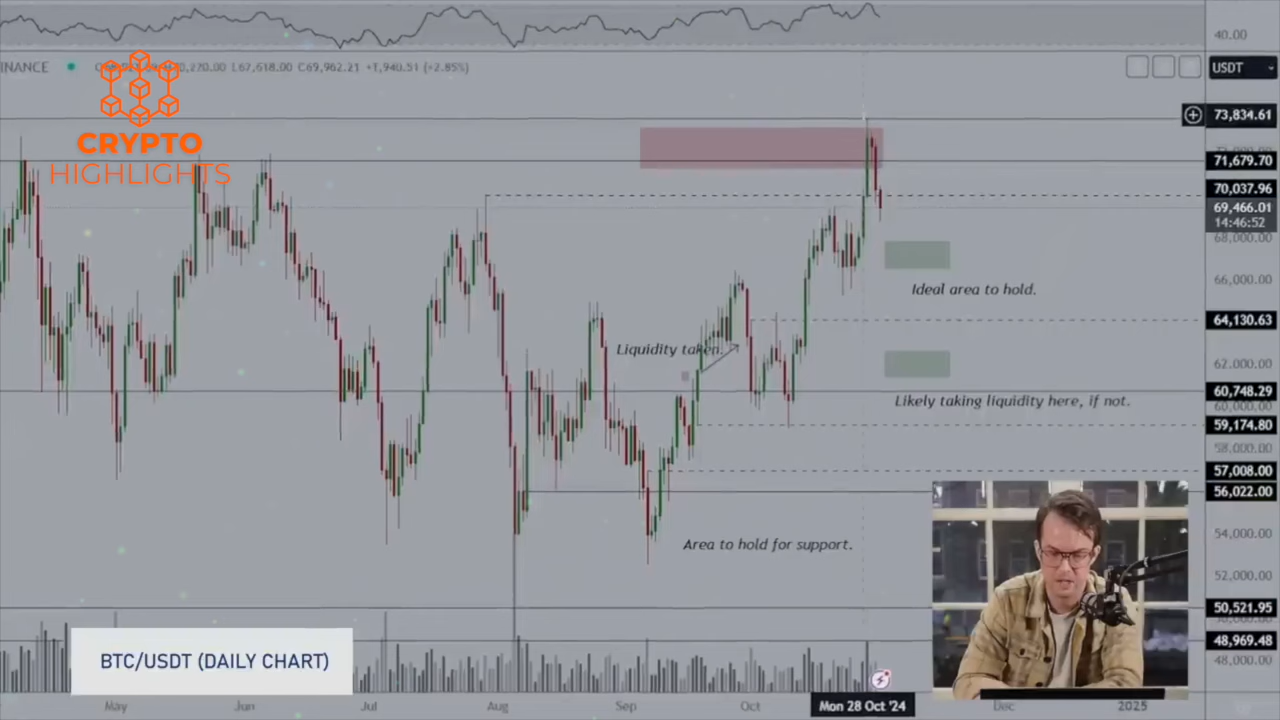 40.00
INANCE
L67,618.00 C69,962.21 +1,940.51 (+2.85%)
USDT
CRYPTO
HIGHLIGHTS
73,834.61
71,679.70
70,037.96
69,466.01
14:46:52
68,000.00
66,000.00
Ideal area to hold.
64,130.63
Liquidity taken.
62,000.00
60,748.29
Likely taking liquidity here, if not.
60,000.00
59,174.80
58,000.00
57,008.00
56,022.00
Area to hold for support.
54,000.00
52,000.00
50,521.95
48,969.48
BTC/USDT (DAILY CHART)
48,000.00
May Jun Jul Aug Sep Oct Mon 28 Oct '24 Dec 2025